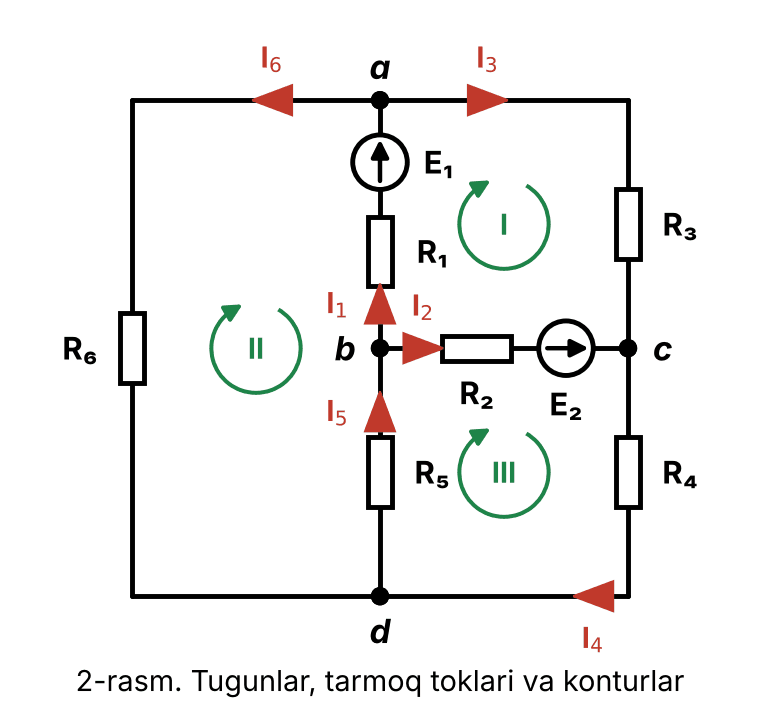 I₆
a
I₃
E₁
I
R₃
R₁
I₁
I₂
R₆
II
b
c
R₂
E₂
I₅
R₅
III
R₄
d
I₄
2-rasm. Tugunlar, tarmoq toklari va konturlar